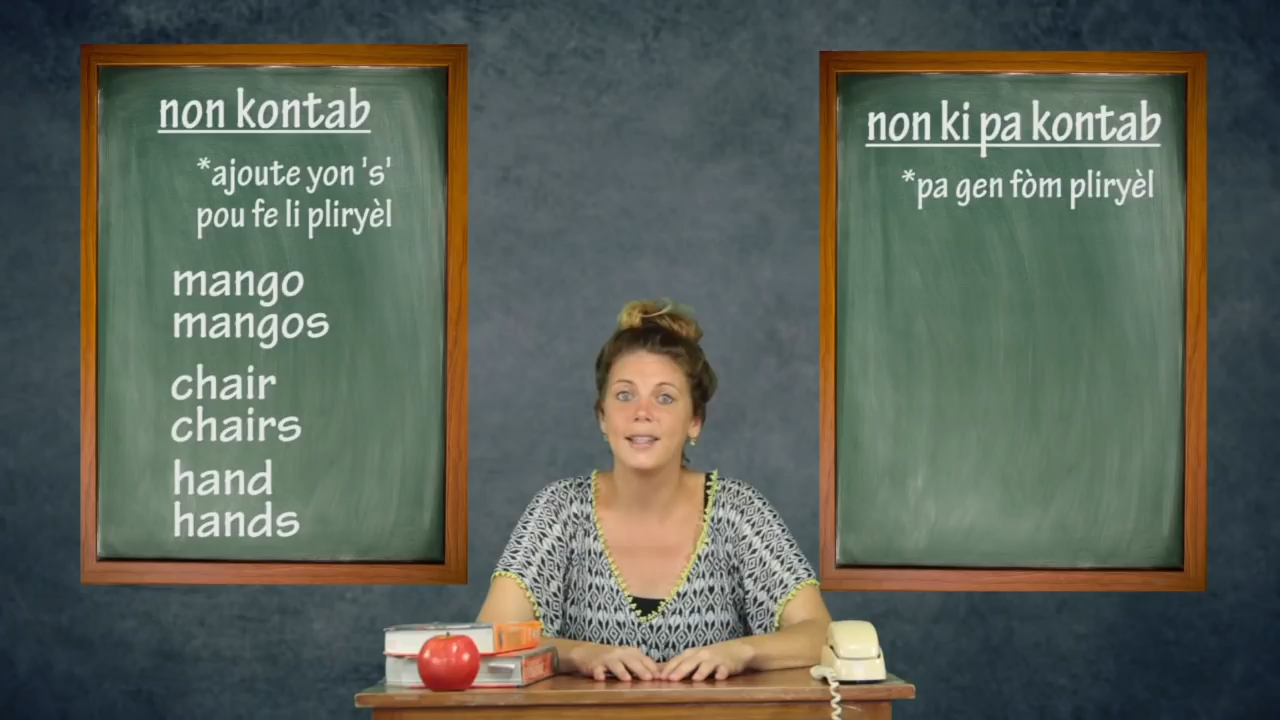 non kontab
*ajoute yon 's'
pou fe li pliryèl
mango
mangos
chair
chairs
hand
hands
non ki pa kontab
*pa gen fòm pliryèl